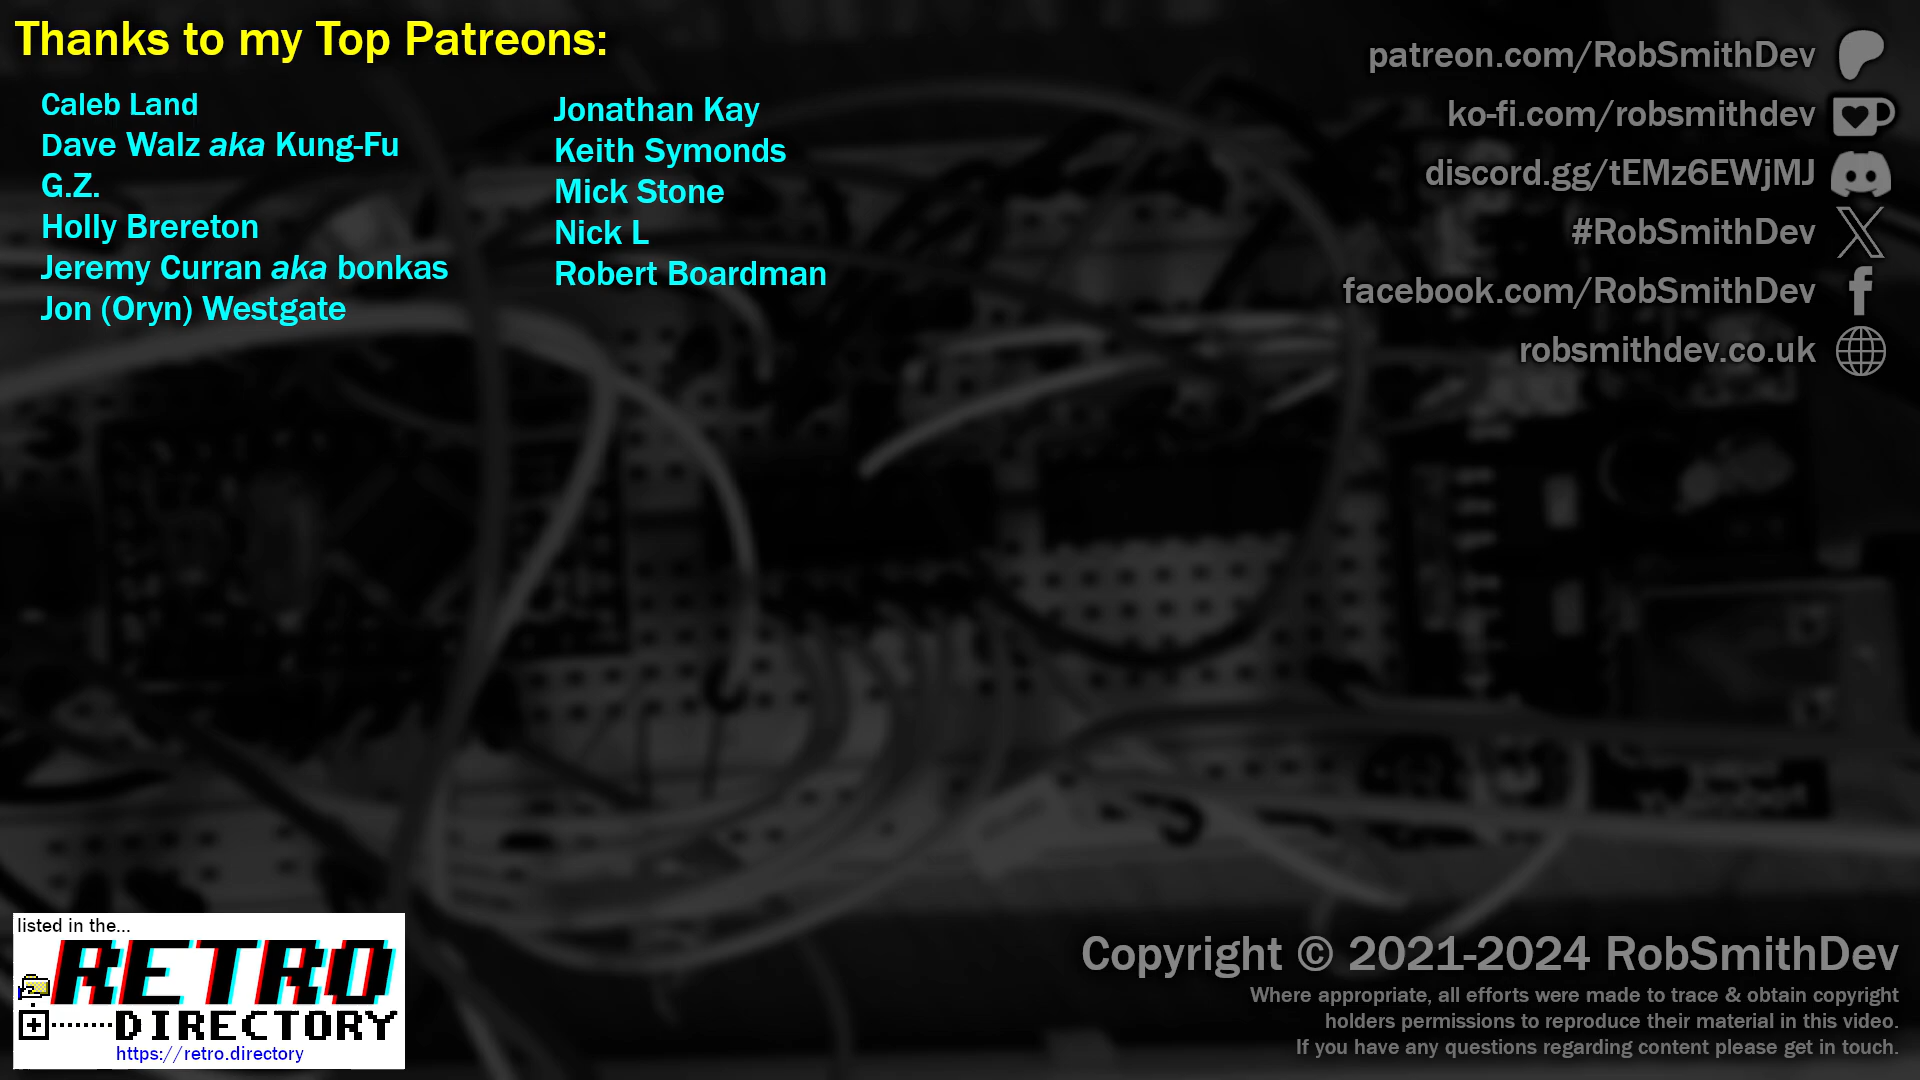 Thanks to my Top Patreons:
Caleb Land
Dave Walz aka Kung-Fu
G.Z.
Holly Brereton
Jeremy Curran aka bonkas
Jon (Oryn) Westgate
Jonathan Kay
Keith Symonds
Mick Stone
Nick L
Robert Boardman
patreon.com/RobSmithDev
ko-fi.com/robsmithdev
discord.gg/tEMz6EWjMJ
#RobSmithDev
facebook.com/RobSmithDev
robsmithdev.co.uk
listed in the...
RETRO
DIRECTORY
https://retro.directory
Copyright © 2021-2024 RobSmithDev
Where appropriate, all efforts were made to trace & obtain copyright
holders permissions to reproduce their material in this video.
If you have any questions regarding content please get in touch.